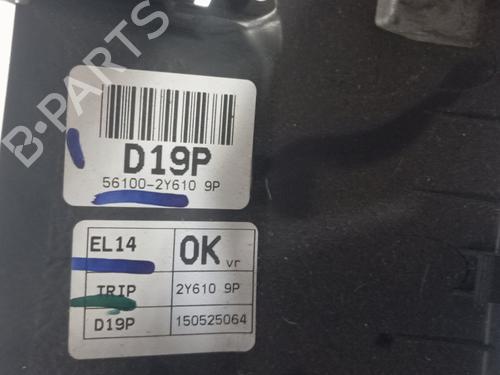 B-PARTS
D19P
56100-2Y610 9P
EL14
OK vr
TRIP
2Y610 9P
D19P
150525064